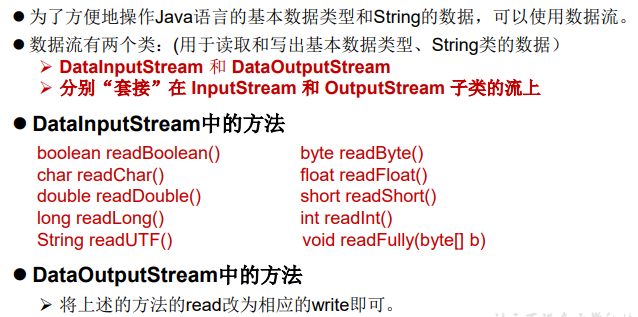 ● 为了方便地操作Java语言的基本数据类型和String的数据，可以使用数据流。
● 数据流有两个类：(用于读取和写出基本数据类型、String类的数据）
➢ DataInputStream 和 DataOutputStream
➢ 分别“套接”在 InputStream 和 OutputStream 子类的流上
● DataInputStream中的方法
boolean readBoolean() byte readByte()
char readChar() float readFloat()
double readDouble() short readShort()
long readLong() int readInt()
String readUTF() void readFully(byte[] b)
● DataOutputStream中的方法
➢ 将上述的方法的read改为相应的write即可。